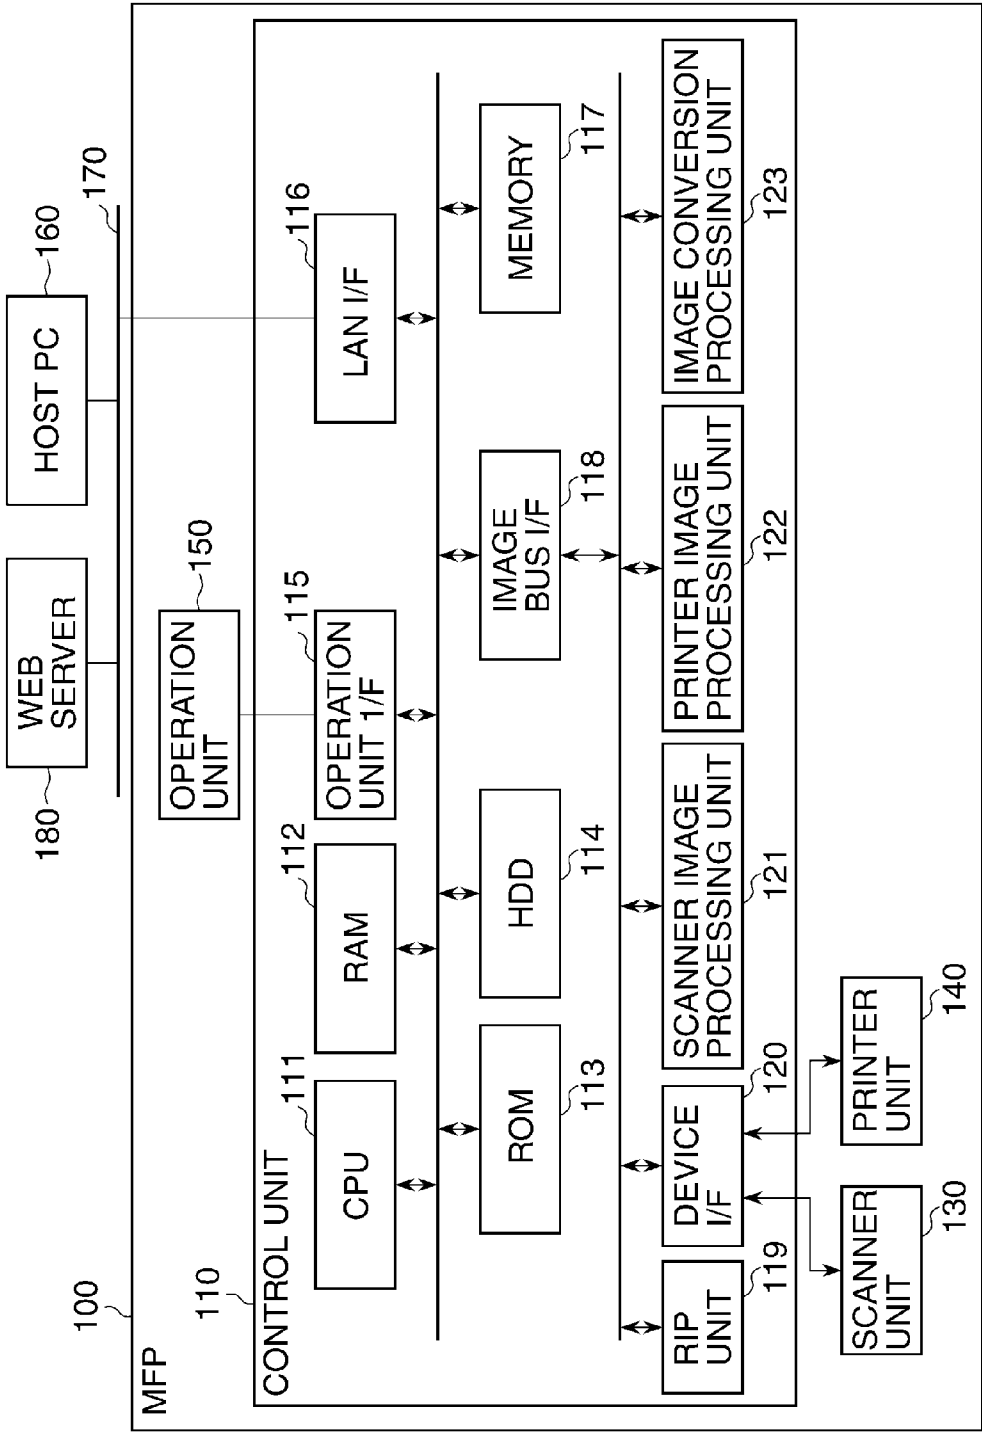 WEB
SERVER
180
HOST PC
160
170
100
MFP
OPERATION
UNIT
150
110
CONTROL UNIT
CPU
111
RAM
112
OPERATION
UNIT 1/F
115
LAN I/F
116
ROM
113
HDD
114
IMAGE
BUS I/F
118
MEMORY
117
RIP
UNIT
119
DEVICE
I/F
120
SCANNER IMAGE
PROCESSING UNIT
121
PRINTER IMAGE
PROCESSING UNIT
122
IMAGE CONVERSION
PROCESSING UNIT
123
SCANNER
UNIT
130
PRINTER
UNIT
140